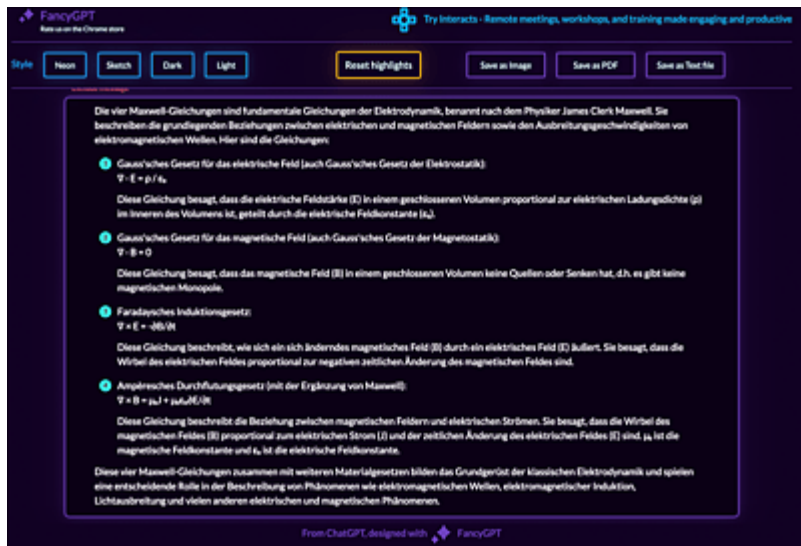 FancyGPT
Rate us on the Chrome store
Try Interacts - Remote meetings, workshops, and training made engaging and productive
Style Neon Sketch Dark Light Reset highlights Save as Image Save as PDF Save as Text file
Die vier Maxwell-Gleichungen sind fundamentale Gleichungen der Elektrodynamik, benannt nach dem Physiker James Clerk Maxwell. Sie
beschreiben die grundlegenden Beziehungen zwischen elektrischen und magnetischen Feldern sowie den Ausbreitungsgeschwindigkeiten von
elektromagnetischen Wellen. Hier sind die Gleichungen:
1 Gauss'sches Gesetz für das elektrische Feld (auch Gauss'sches Gesetz der Elektrostatik):
∇ · E = ρ / ε₀
Diese Gleichung besagt, dass die elektrische Feldstärke (E) in einem geschlossenen Volumen proportional zur elektrischen Ladungsdichte (ρ)
im Inneren des Volumens ist, geteilt durch die elektrische Feldkonstante (ε₀).
2 Gauss'sches Gesetz für das magnetische Feld (auch Gauss'sches Gesetz der Magnetostatik):
∇ · B = 0
Diese Gleichung besagt, dass das magnetische Feld (B) in einem geschlossenen Volumen keine Quellen oder Senken hat, d.h. es gibt keine
magnetischen Monopole.
3 Faradaysches Induktionsgesetz:
∇ × E = -∂B/∂t
Diese Gleichung beschreibt, wie sich ein sich änderndes magnetisches Feld (B) durch ein elektrisches Feld (E) äußert. Sie besagt, dass die
Wirbel des elektrischen Feldes proportional zur negativen zeitlichen Änderung des magnetischen Feldes sind.
4 Ampèresches Durchflutungsgesetz (mit der Ergänzung von Maxwell):
∇ × B = μ₀J + μ₀ε₀∂E/∂t
Diese Gleichung beschreibt die Beziehung zwischen magnetischen Feldern und elektrischen Strömen. Sie besagt, dass die Wirbel des
magnetischen Feldes (B) proportional zum elektrischen Strom (J) und der zeitlichen Änderung des elektrischen Feldes (E) sind. μ₀ ist die
magnetische Feldkonstante und ε₀ ist die elektrische Feldkonstante.
Diese vier Maxwell-Gleichungen zusammen mit weiteren Materialgesetzen bilden das Grundgerüst der klassischen Elektrodynamik und spielen
eine entscheidende Rolle in der Beschreibung von Phänomenen wie elektromagnetischen Wellen, elektromagnetischer Induktion,
Lichtausbreitung und vielen anderen elektrischen und magnetischen Phänomenen.
From ChatGPT, designed with FancyGPT